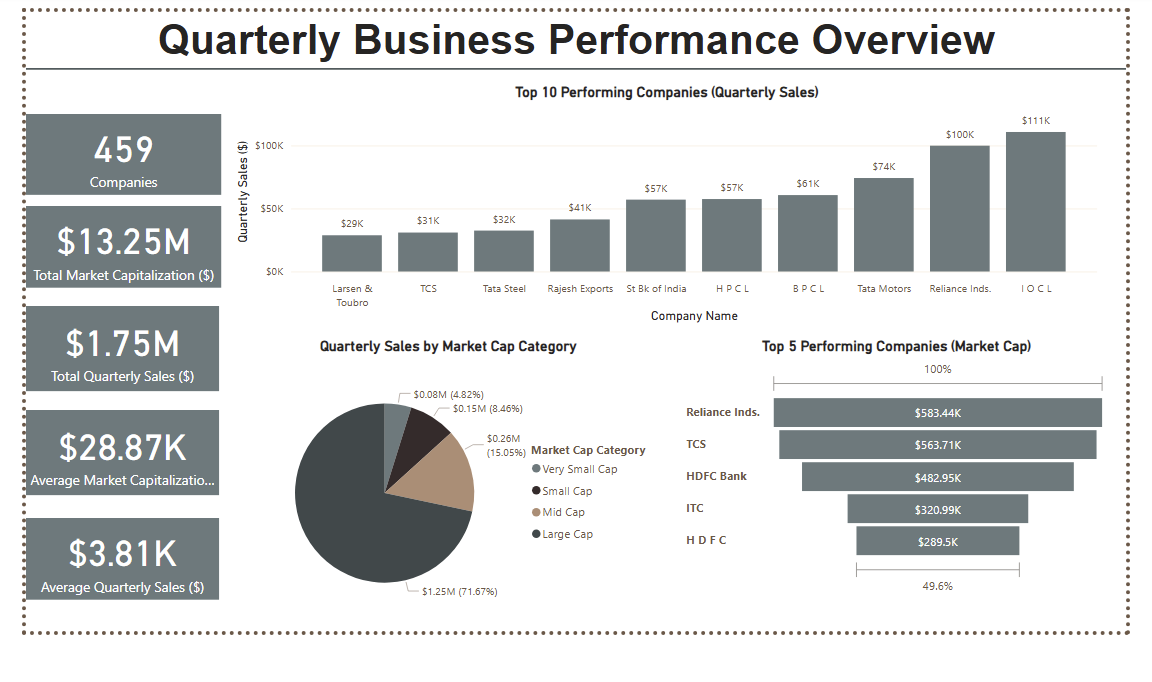 Quarterly Business Performance Overview
459
Companies
$13.25M
Total Market Capitalization ($)
$1.75M
Total Quarterly Sales ($)
$28.87K
Average Market Capitalizatio...
$3.81K
Average Quarterly Sales ($)
Top 10 Performing Companies (Quarterly Sales)
Quarterly Sales ($)
$100K
$50K
$0K
$29K
$31K
$32K
$41K
$57K
$57K
$61K
$74K
$100K
$111K
Larsen &
Toubro
TCS
Tata Steel
Rajesh Exports
St Bk of India
H P C L
B P C L
Tata Motors
Reliance Inds.
I O C L
Company Name
Quarterly Sales by Market Cap Category
$0.08M (4.82%)
$0.15M (8.46%)
$0.26M
(15.05%)
$1.25M (71.67%)
Market Cap Category
Very Small Cap
Small Cap
Mid Cap
Large Cap
Top 5 Performing Companies (Market Cap)
100%
Reliance Inds.
$583.44K
TCS
$563.71K
HDFC Bank
$482.95K
ITC
$320.99K
H D F C
$289.5K
49.6%